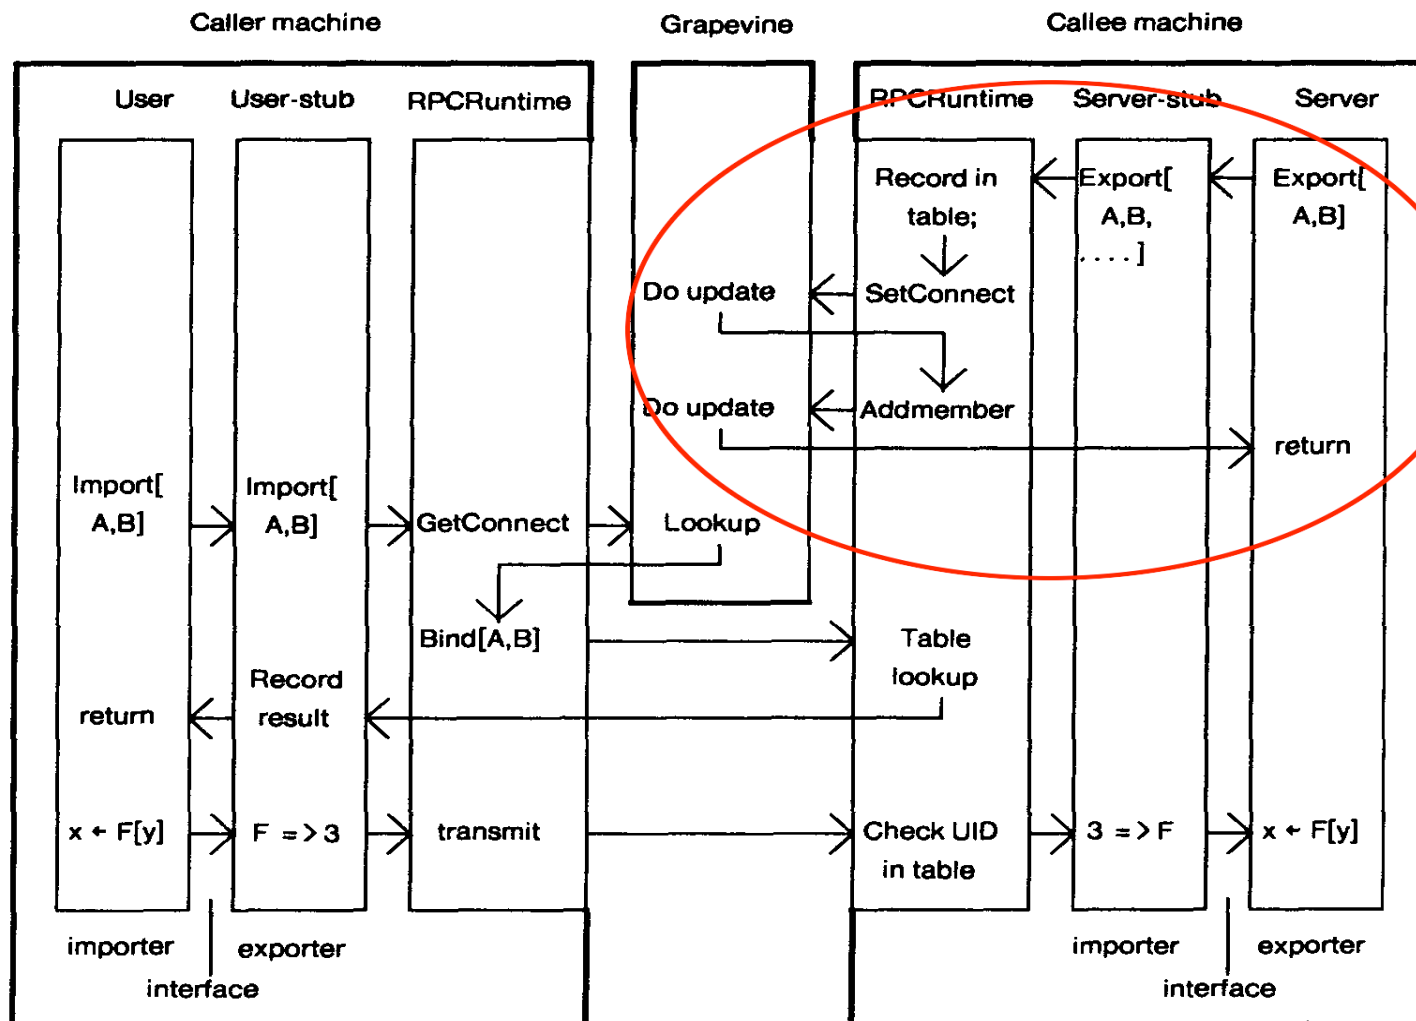 Caller machine
Grapevine
Callee machine
User
User-stub
RPCRuntime
RPCRuntime
Server-stub
Server
Record in
table;
Export[
A,B,
....]
Export[
A,B]
Do update
SetConnect
Do update
Addmember
return
Import[
A,B]
Import[
A,B]
GetConnect
Lookup
Bind[A,B]
Table
lookup
return
Record
result
x ← F[y]
F => 3
transmit
Check UID
in table
3 => F
x ← F[y]
importer
exporter
interface
importer
exporter
interface